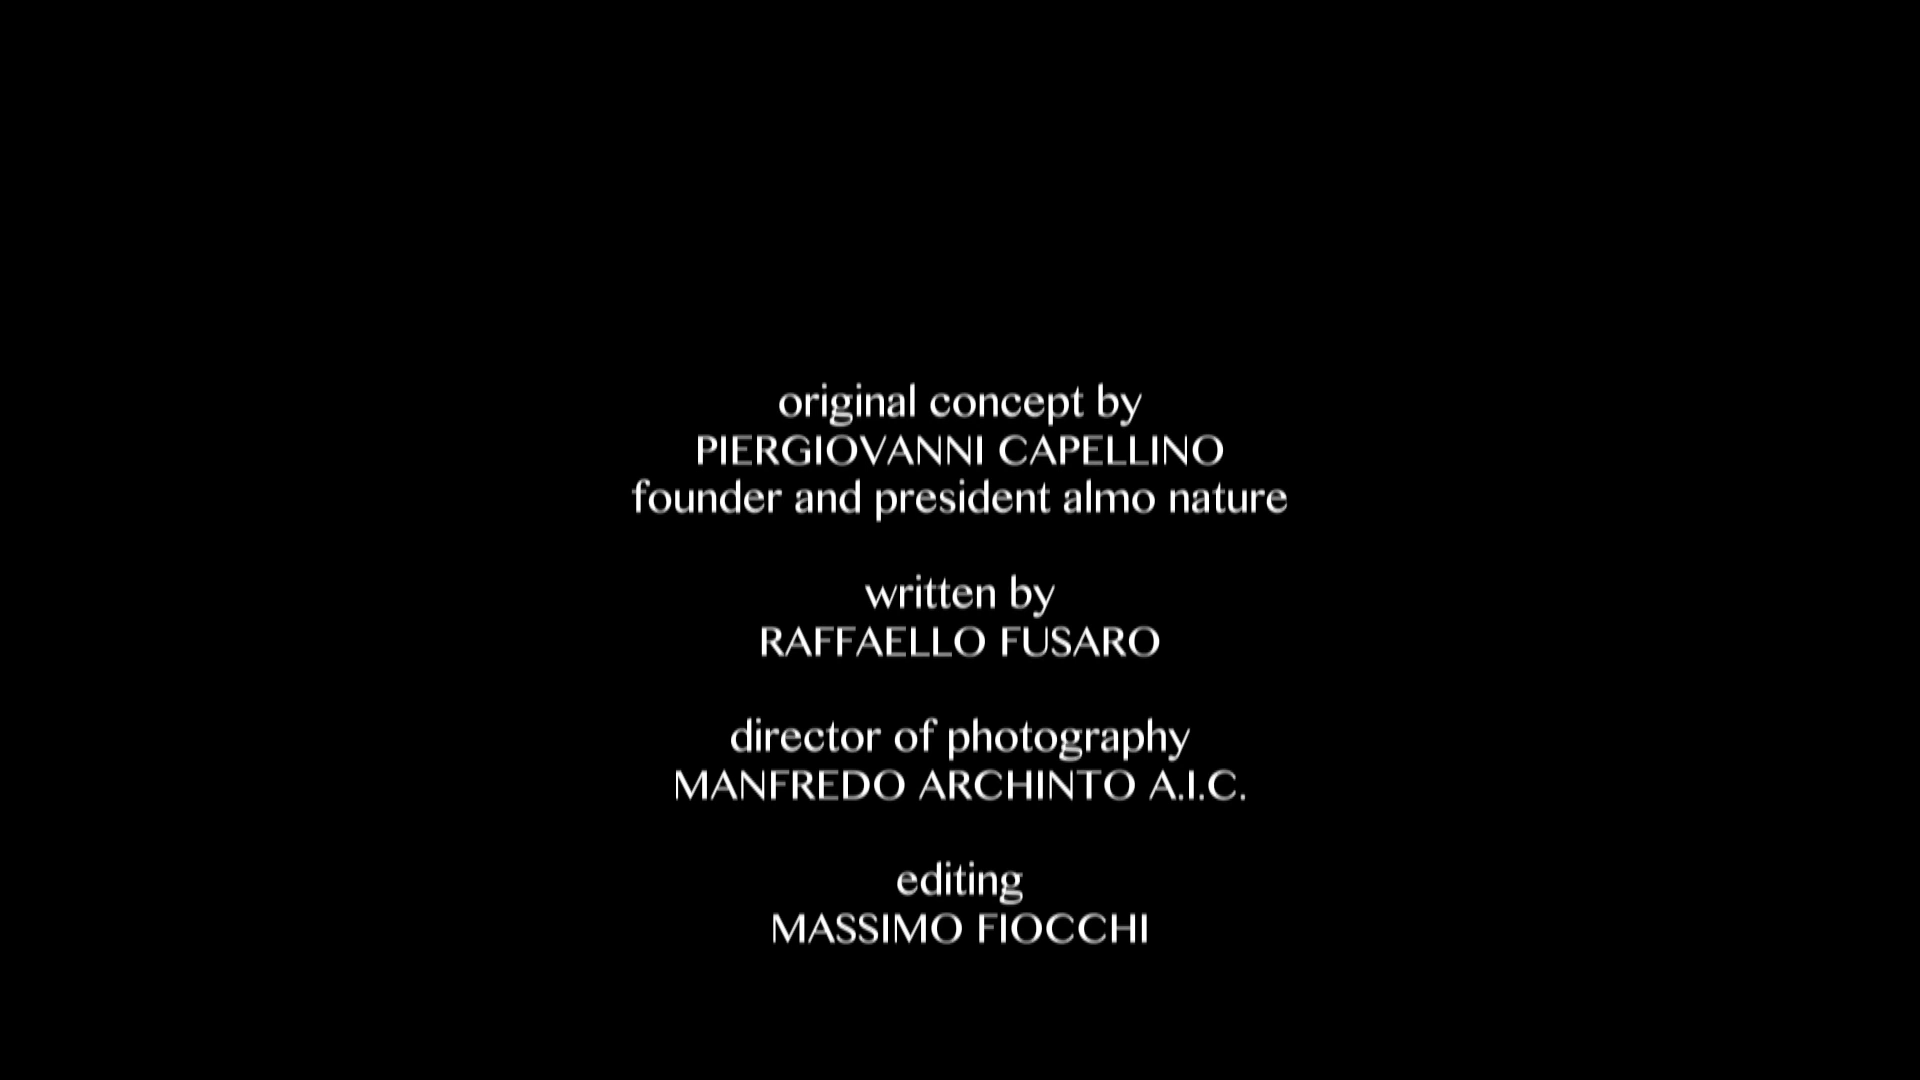 original concept by
PIERGIOVANNI CAPELLINO
founder and president almo nature
written by
RAFFAELLO FUSARO
director of photography
MANFREDO ARCHINTO A.I.C.
editing
MASSIMO FIOCCHI